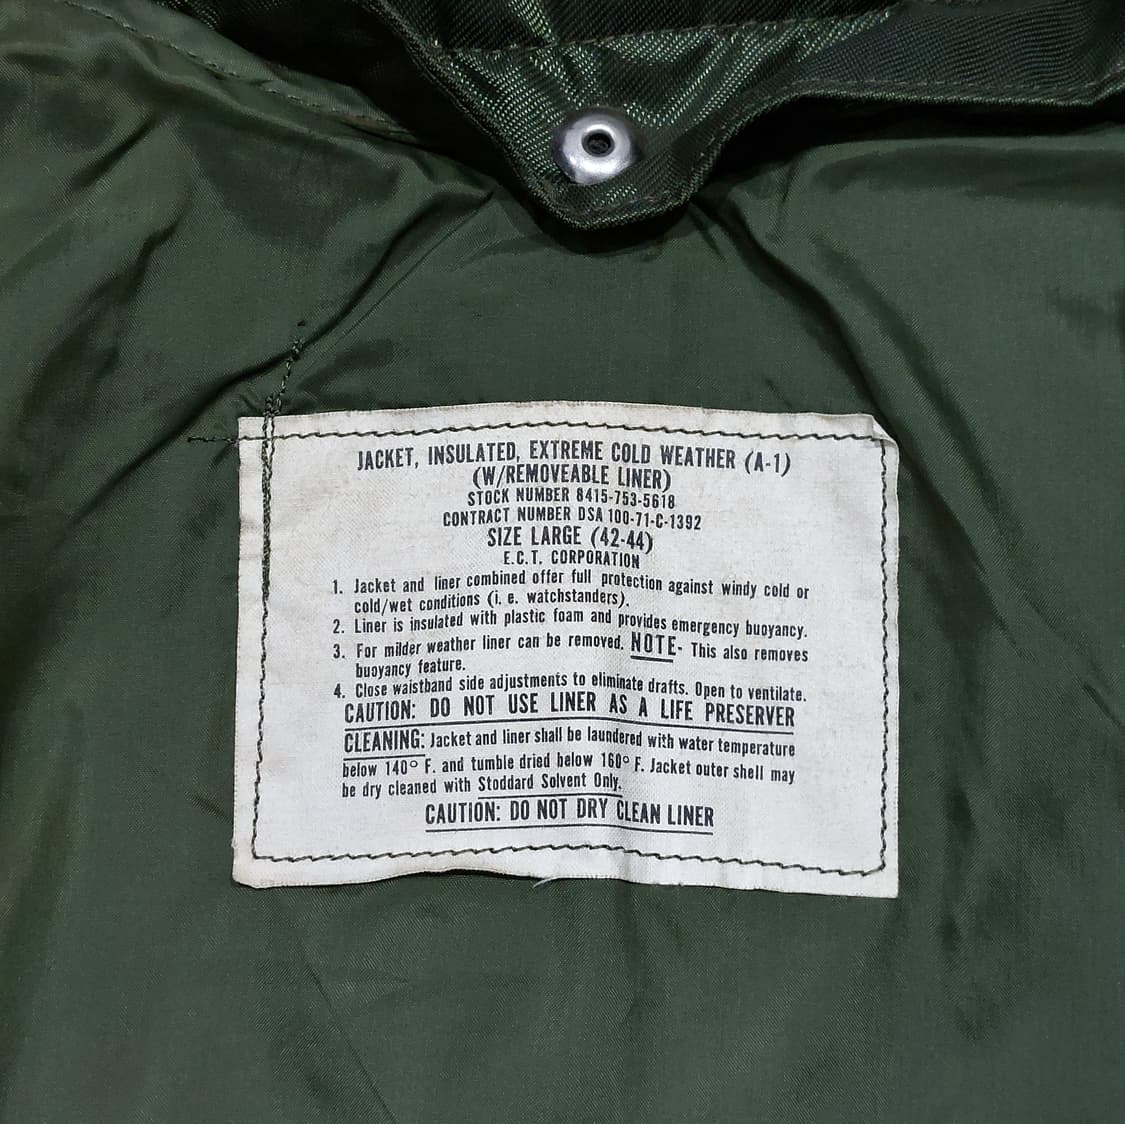 JACKET, INSULATED, EXTREME COLD WEATHER (A-1)
(W/REMOVEABLE LINER)
STOCK NUMBER 8415-753-5618
CONTRACT NUMBER DSA 100-71-C-1392
SIZE LARGE (42-44)
E.C.T. CORPORATION
1. Jacket and liner combined offer full protection against windy cold or
cold/wet conditions (i. e. watchstanders).
2. Liner is insulated with plastic foam and provides emergency buoyancy.
3. For milder weather liner can be removed. NOTE- This also removes
buoyancy feature.
4. Close waistband side adjustments to eliminate drafts. Open to ventilate.
CAUTION: DO NOT USE LINER AS A LIFE PRESERVER
CLEANING: Jacket and liner shall be laundered with water temperature
below 140° F. and tumble dried below 160° F. Jacket outer shell may
be dry cleaned with Stoddard Solvent Only.
CAUTION: DO NOT DRY CLEAN LINER